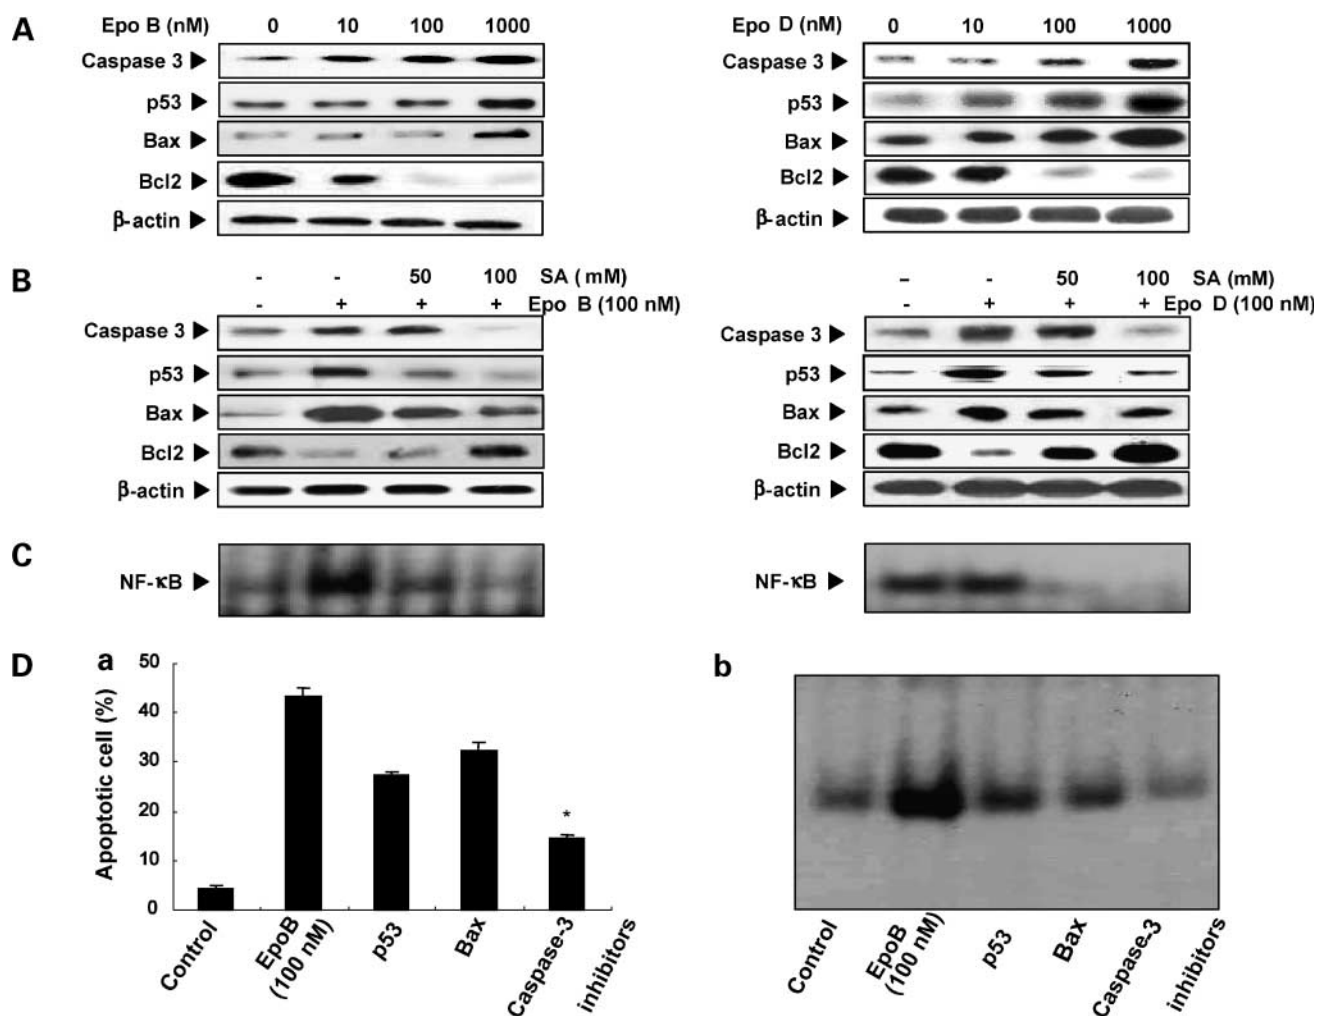 A
Epo B (nM) 0 10 100 1000
Caspase 3
p53
Bax
Bcl2
β-actin
Epo D (nM) 0 10 100 1000
Caspase 3
p53
Bax
Bcl2
β-actin
B
- - 50 100 SA ( mM)
- + + + Epo B (100 nM)
Caspase 3
p53
Bax
Bcl2
β-actin
– - 50 100 SA (mM)
- + + + Epo D (100 nM)
Caspase 3
p53
Bax
Bcl2
β-actin
C
NF-κB
NF-κB
D
a
Apoptotic cell (%)
50
40
30
20
10
0
*
Control
EpoB
(100 nM)
p53
Bax
Caspase-3
inhibitors
b
Control
EpoB
(100 nM)
p53
Bax
Caspase-3
inhibitors